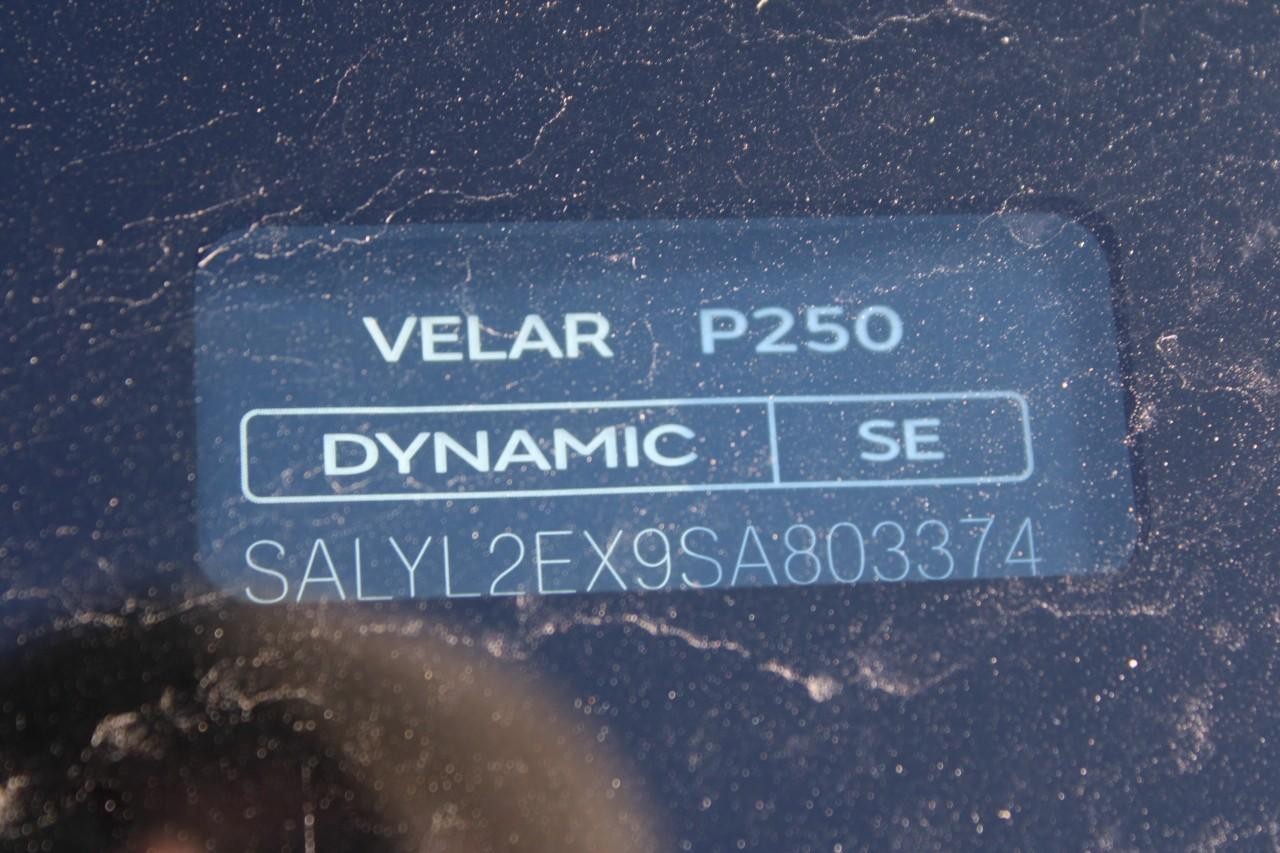 VELAR P250
DYNAMIC SE
SALYL2EX9SA803374